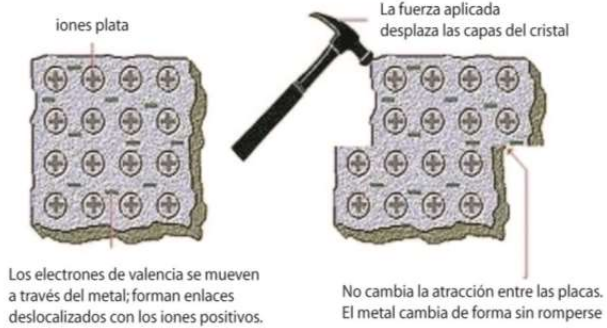 iones plata
La fuerza aplicada
desplaza las capas del cristal
Los electrones de valencia se mueven
a través del metal; forman enlaces
deslocalizados con los iones positivos.
No cambia la atracción entre las placas.
El metal cambia de forma sin romperse